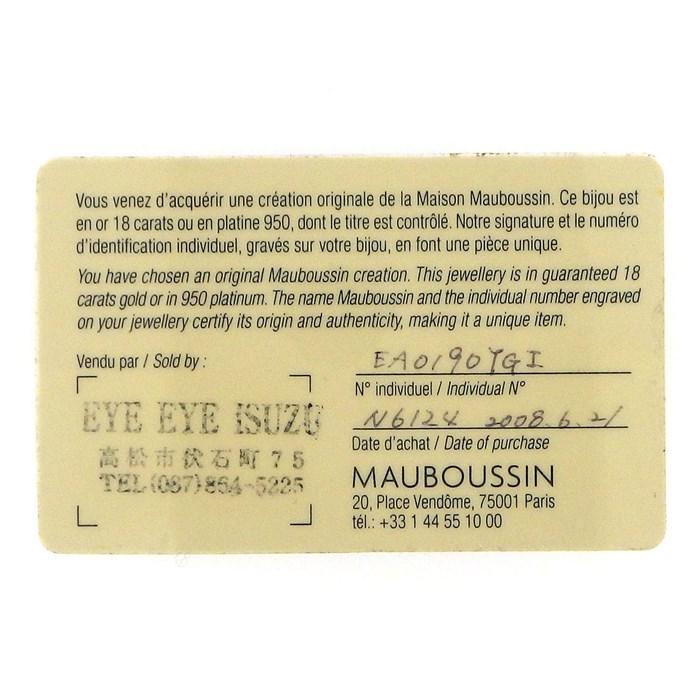 Vous venez d'acquérir une création originale de la Maison Mauboussin. Ce bijou est
en or 18 carats ou en platine 950, dont le titre est contrôlé. Notre signature et le numéro
d'identification individuel, gravés sur votre bijou, en font une pièce unique.
You have chosen an original Mauboussin creation. This jewellery is in guaranteed 18
carats gold or in 950 platinum. The name Mauboussin and the individual number engraved
on your jewellery certify its origin and authenticity, making it a unique item.
Vendu par / Sold by :
EYE EYE ISUZU
高松市伏石町75
TEL(087)864-5225
EA0190YGI
N° individuel / Individual N°
N6124 2008.6.21
Date d'achat / Date of purchase
MAUBOUSSIN
20, Place Vendôme, 75001 Paris
tél.: +33 1 44 55 10 00